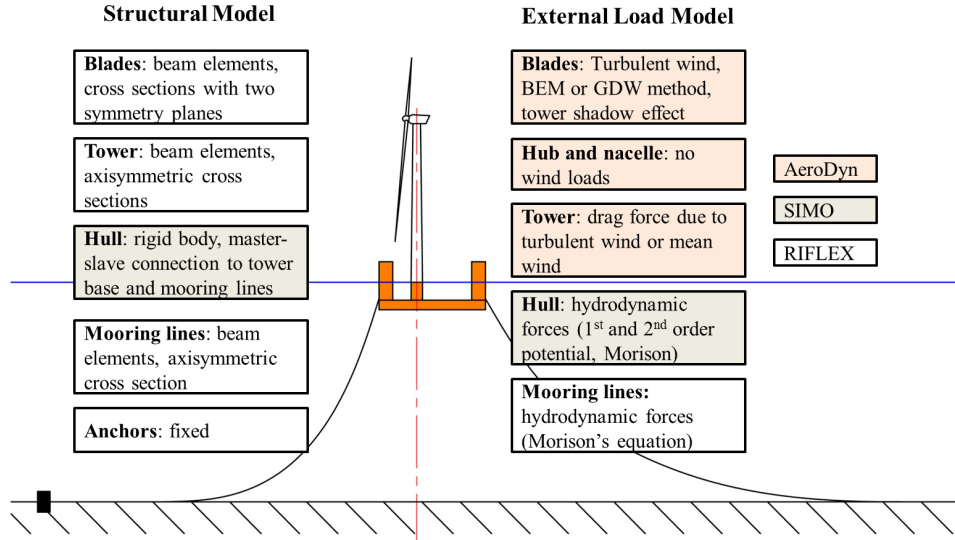 Structural Model
Blades: beam elements,
cross sections with two
symmetry planes
Tower: beam elements,
axisymmetric cross
sections
Hull: rigid body, master-
slave connection to tower
base and mooring lines
Mooring lines: beam
elements, axisymmetric
cross section
Anchors: fixed
External Load Model
Blades: Turbulent wind,
BEM or GDW method,
tower shadow effect
Hub and nacelle: no
wind loads
Tower: drag force due to
turbulent wind or mean
wind
Hull: hydrodynamic
forces (1st and 2nd order
potential, Morison)
Mooring lines:
hydrodynamic forces
(Morison's equation)
AeroDyn
SIMO
RIFLEX